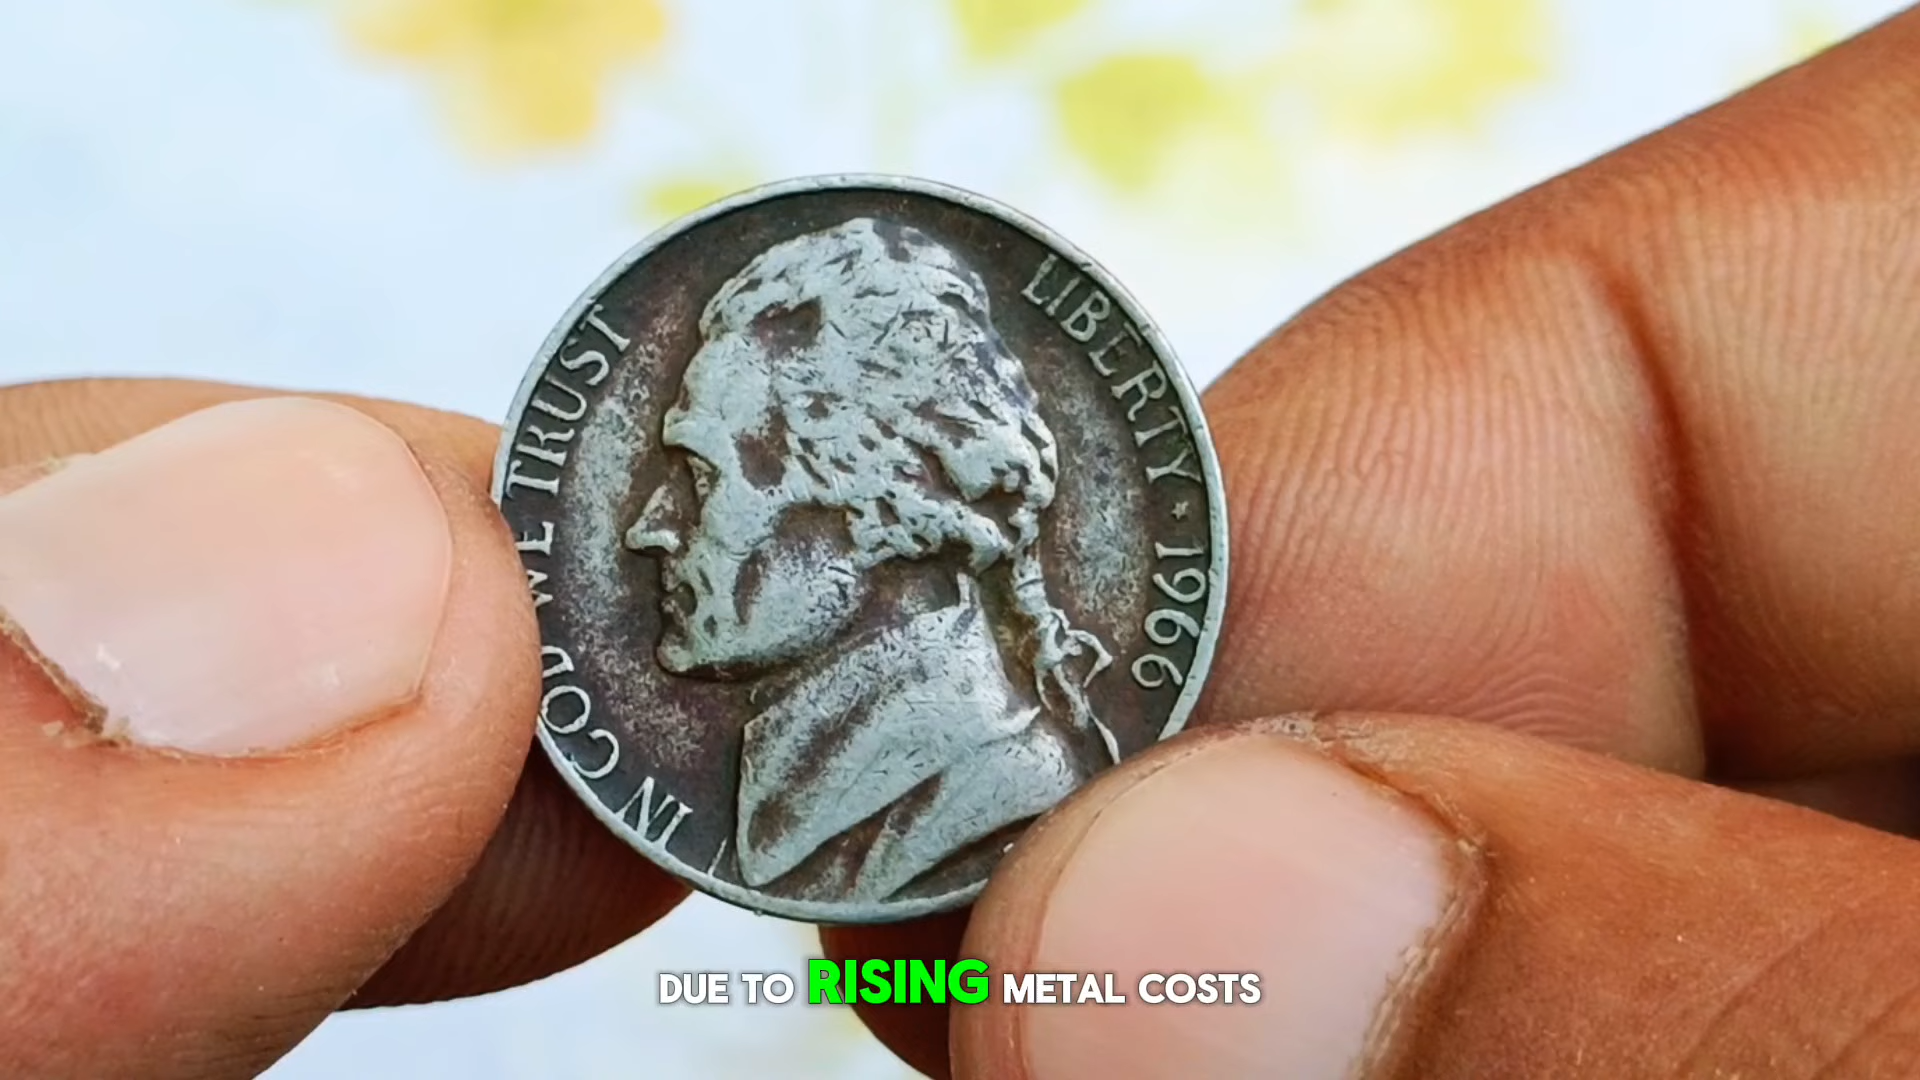 IN GOD WE TRUST
LIBERTY ★ 1966
DUE TO RISING METAL COSTS